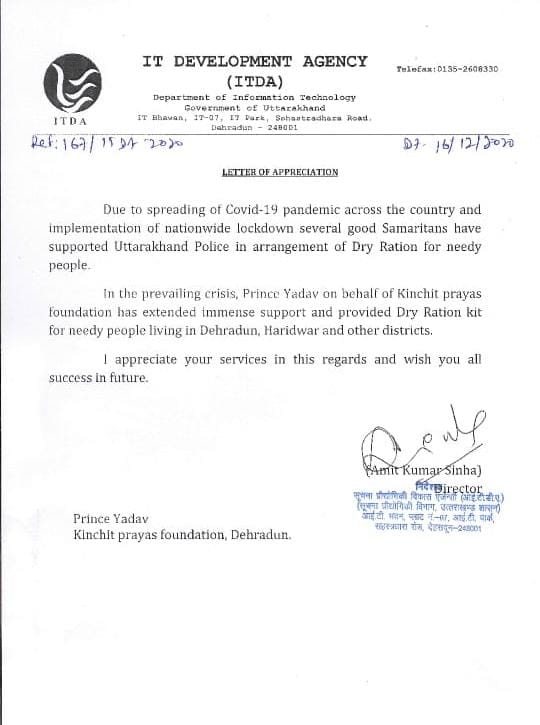 IT DEVELOPMENT AGENCY
(ITDA)
Telefax:0135-2608330
Department of Information Technology
Government of Uttarakhand
IT Bhawan, IT-07, IT Park, Sahastradhara Road,
Dehradun - 248001
ITDA
Ref: 167/ITDA 2020
Dt- 16/12/2020
LETTER OF APPRECIATION
Due to spreading of Covid-19 pandemic across the country and
implementation of nationwide lockdown several good Samaritans have
supported Uttarakhand Police in arrangement of Dry Ration for needy
people.
In the prevailing crisis, Prince Yadav on behalf of Kinchit prayas
foundation has extended immense support and provided Dry Ration kit
for needy people living in Dehradun, Haridwar and other districts.
I appreciate your services in this regards and wish you all
success in future.
(Amit Kumar Sinha)
निदेशक
Director
सूचना प्रौद्योगिकी विकास एजेन्सी (आई.टी.डी.ए.)
(सूचना प्रौद्योगिकी विभाग, उत्तराखण्ड शासन)
आई.टी. भवन, प्लाट नं.-07, आई.टी. पार्क,
सहस्त्रधारा रोड, देहरादून-248001
Prince Yadav
Kinchit prayas foundation, Dehradun.